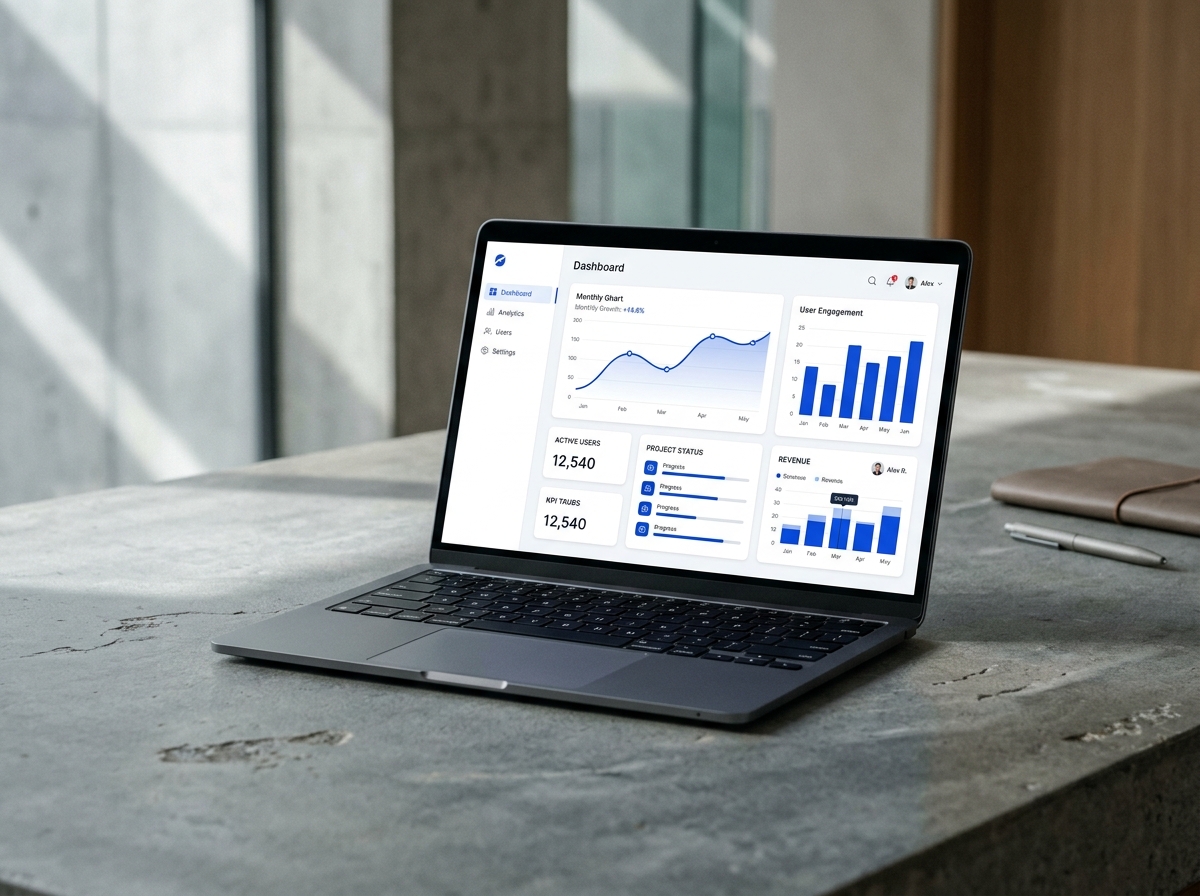 Dashboard
Alex
Dashboard
Analytics
Users
Settings
Monthly Ghart
Monthly Growth:
200
150
100
50
0
Jan
Feb
Mar
Apr
May
User Engagement
25
20
15
10
5
0
Jan
Feb
Mar
Apr
May
Jan
ACTIVE USERS
12,540
KPI TAUBS
12,540
PROJECT STATUS
Progress
Progress
Progress
Progress
REVENUE
Alex R.
Revenue
40
30
20
12
0
Jan
Feb
Mar
Apr
May